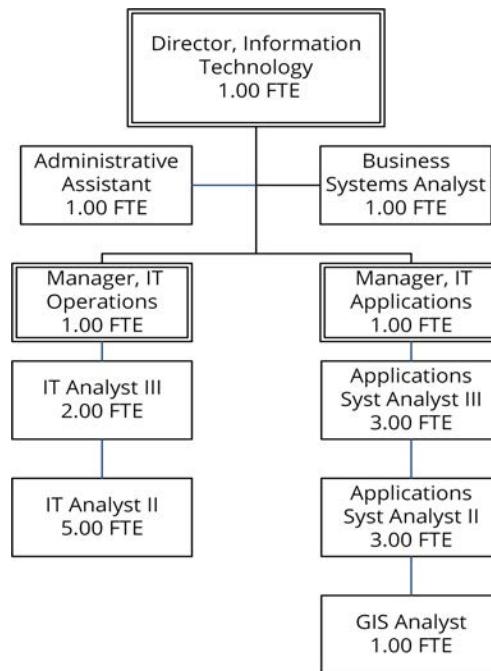 Director, Information
Technology
1.00 FTE
Administrative
Assistant
1.00 FTE
Business
Systems Analyst
1.00 FTE
Manager, IT
Operations
1.00 FTE
Manager, IT
Applications
1.00 FTE
IT Analyst III
2.00 FTE
Applications
Syst Analyst III
3.00 FTE
IT Analyst II
5.00 FTE
Applications
Syst Analyst II
3.00 FTE
GIS Analyst
1.00 FTE